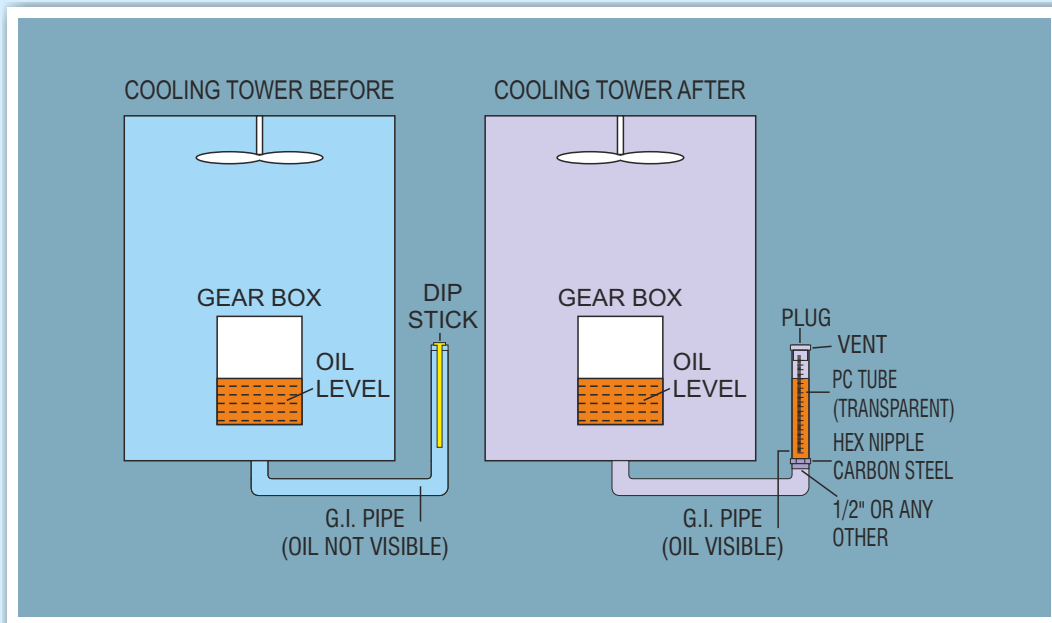 COOLING TOWER BEFORE
GEAR BOX
OIL
LEVEL
DIP
STICK
G.I. PIPE
(OIL NOT VISIBLE)
COOLING TOWER AFTER
GEAR BOX
OIL
LEVEL
PLUG
VENT
PC TUBE
(TRANSPARENT)
HEX NIPPLE
CARBON STEEL
1/2" OR ANY
OTHER
G.I. PIPE
(OIL VISIBLE)